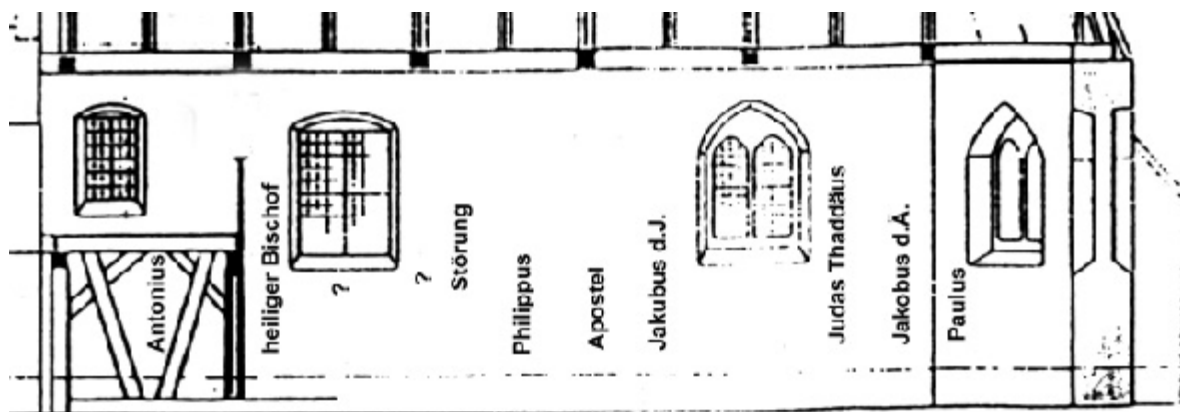 Antonius
heiliger Bischof
?
?
Störung
Philippus
Apostel
Jakubus d.J.
Judas Thaddäus
Jakobus d.Ä.
Paulus